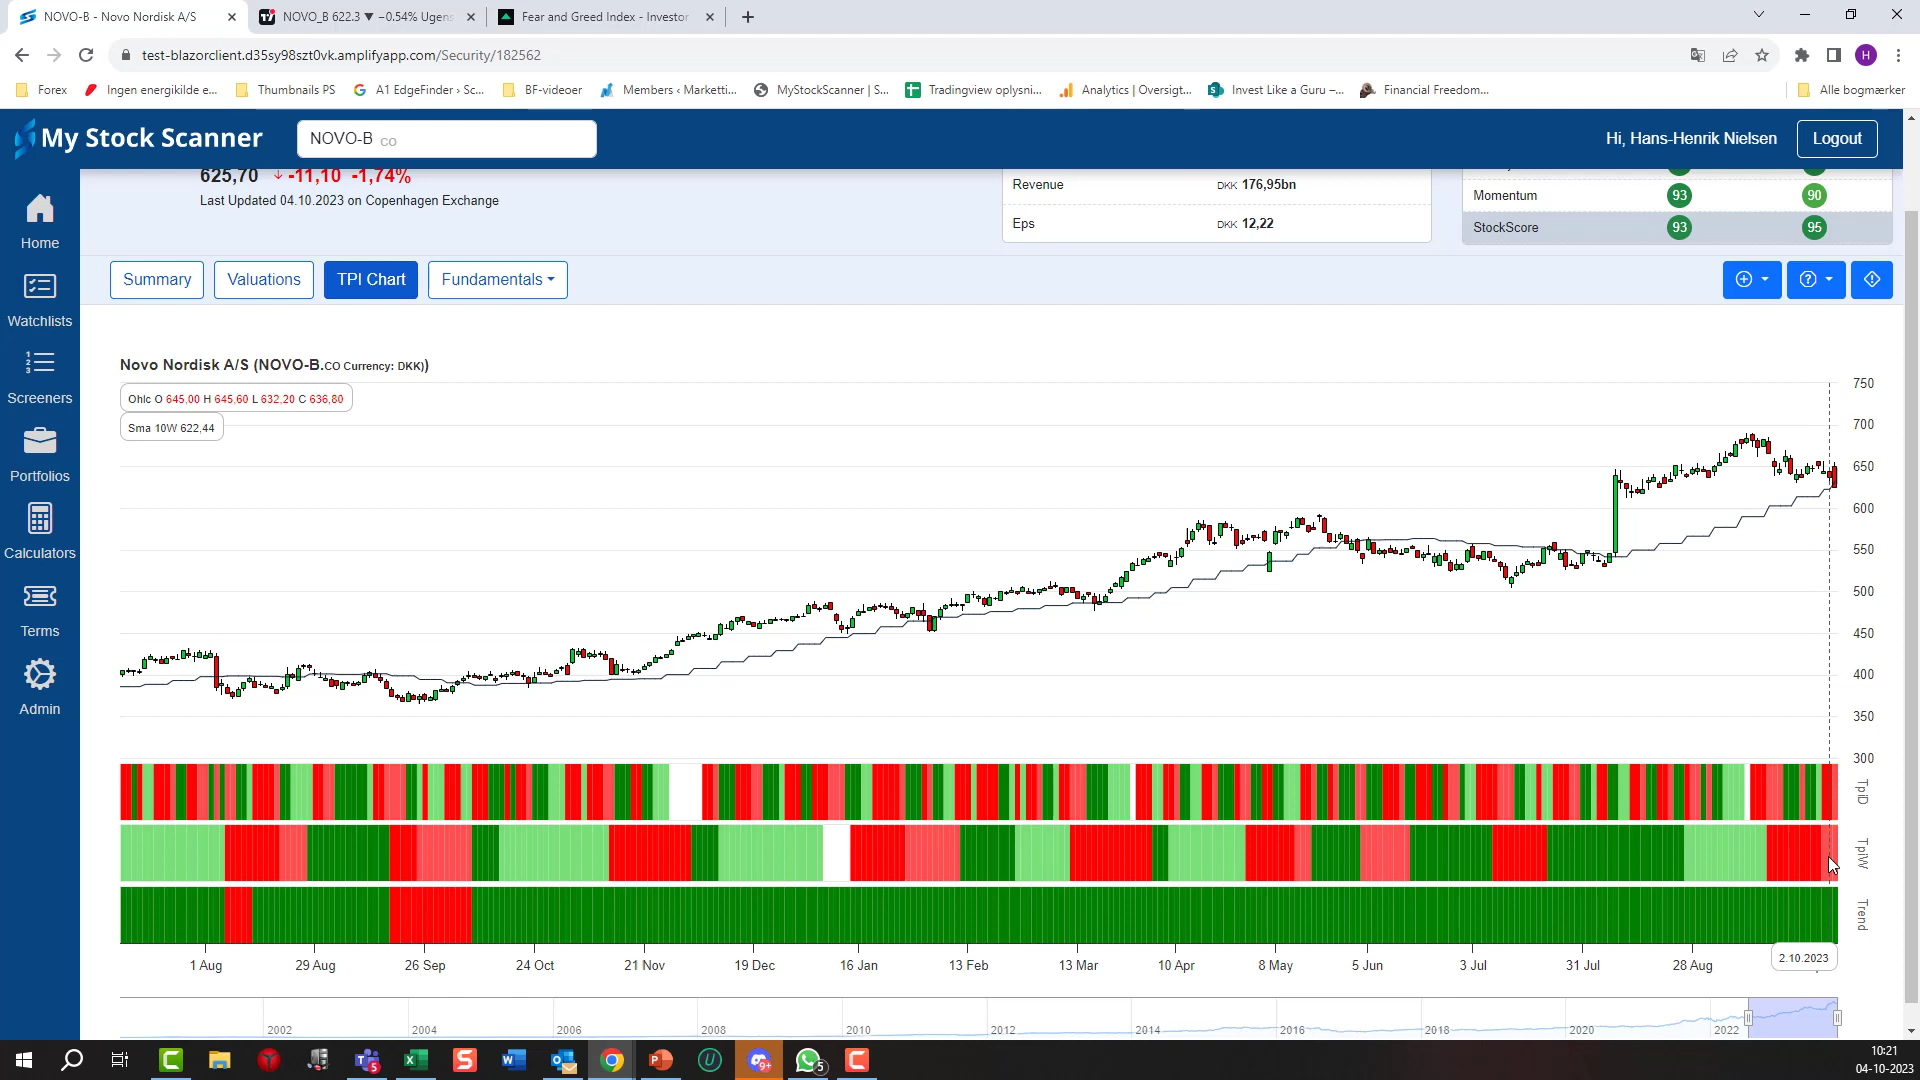 NOVO-B - Novo Nordisk A/S
NOVO_B 622.3 ▼ −0.54% Ugens
Fear and Greed Index - Investor
test-blazorclient.d35sy98szt0vk.amplifyapp.com/Security/182562
H
Forex
Ingen energikilde e...
Thumbnails PS
A1 EdgeFinder › Sc...
BF-videoer
Members ‹ Marketti...
MyStockScanner | S...
Tradingview oplysni...
Analytics | Oversigt...
Invest Like a Guru –...
Financial Freedom...
Alle bogmærker
My Stock Scanner
NOVO-B CO
Hi, Hans-Henrik Nielsen
Logout
Home
Watchlists
Screeners
Portfolios
Calculators
Terms
Admin
625,70 ↓ -11,10 -1,74%
Last Updated 04.10.2023 on Copenhagen Exchange
Revenue DKK 176,95bn
Eps DKK 12,22
Momentum 93 90
StockScore 93 95
Summary
Valuations
TPI Chart
Fundamentals
Novo Nordisk A/S (NOVO-B.CO Currency: DKK)
Ohlc O 645,00 H 645,60 L 632,20 C 636,80
Sma 10W 622,44
750
700
650
600
550
500
450
400
350
300
TpiD
TpiW
Trend
1 Aug
29 Aug
26 Sep
24 Oct
21 Nov
19 Dec
16 Jan
13 Feb
13 Mar
10 Apr
8 May
5 Jun
3 Jul
31 Jul
28 Aug
2.10.2023
2002
2004
2006
2008
2010
2012
2014
2016
2018
2020
2022
5
9+
5
10:21
04-10-2023